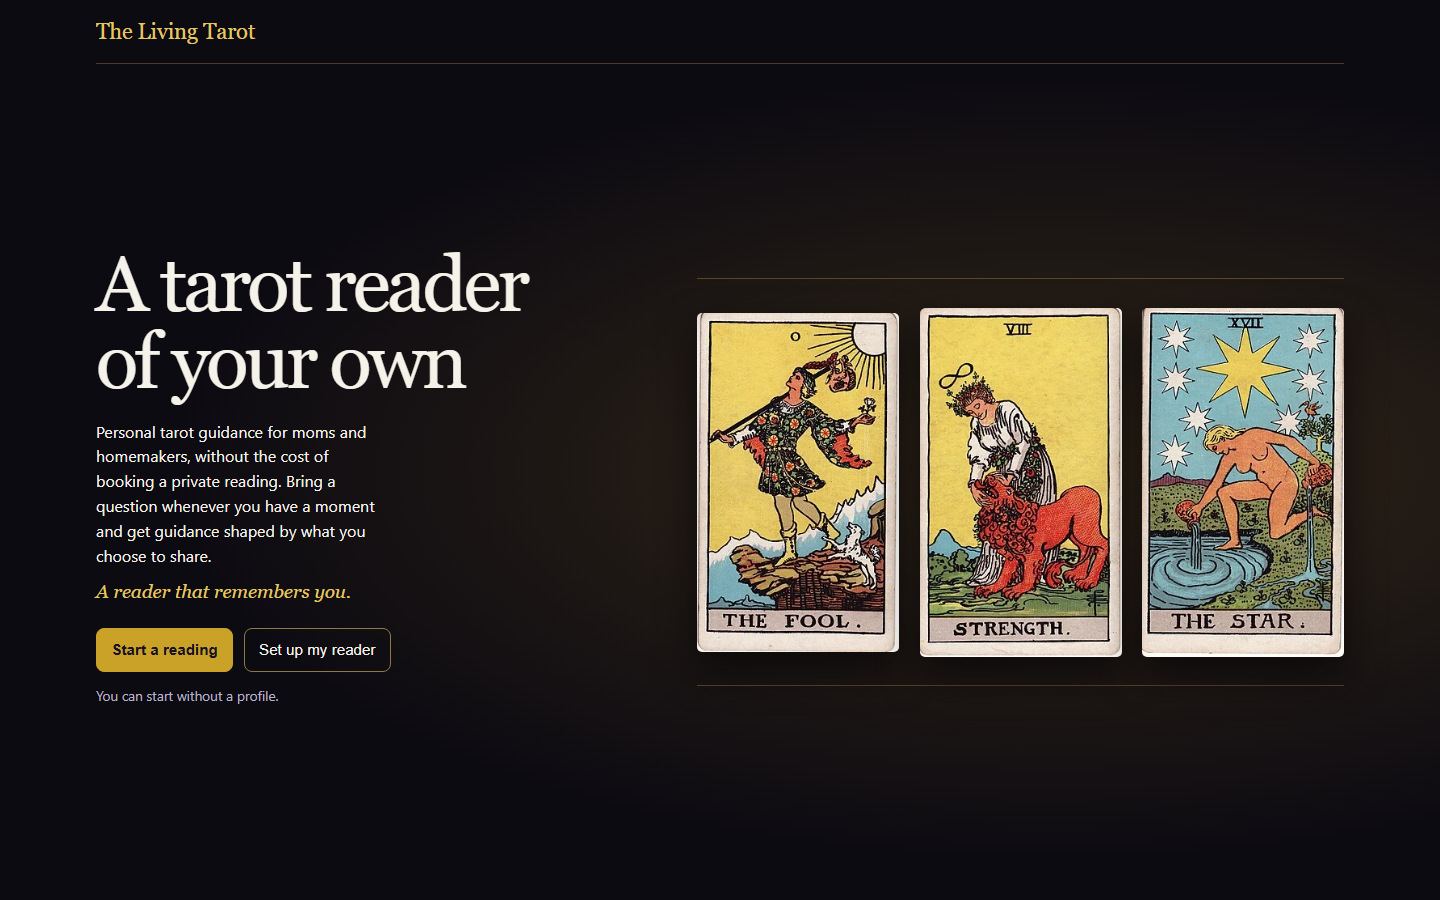 The Living Tarot
A tarot reader
of your own
Personal tarot guidance for moms and
homemakers, without the cost of
booking a private reading. Bring a
question whenever you have a moment
and get guidance shaped by what you
choose to share.
A reader that remembers you.
Start a reading
Set up my reader
You can start without a profile.
0
THE FOOL.
VIII
STRENGTH.
XVII
THE STAR.